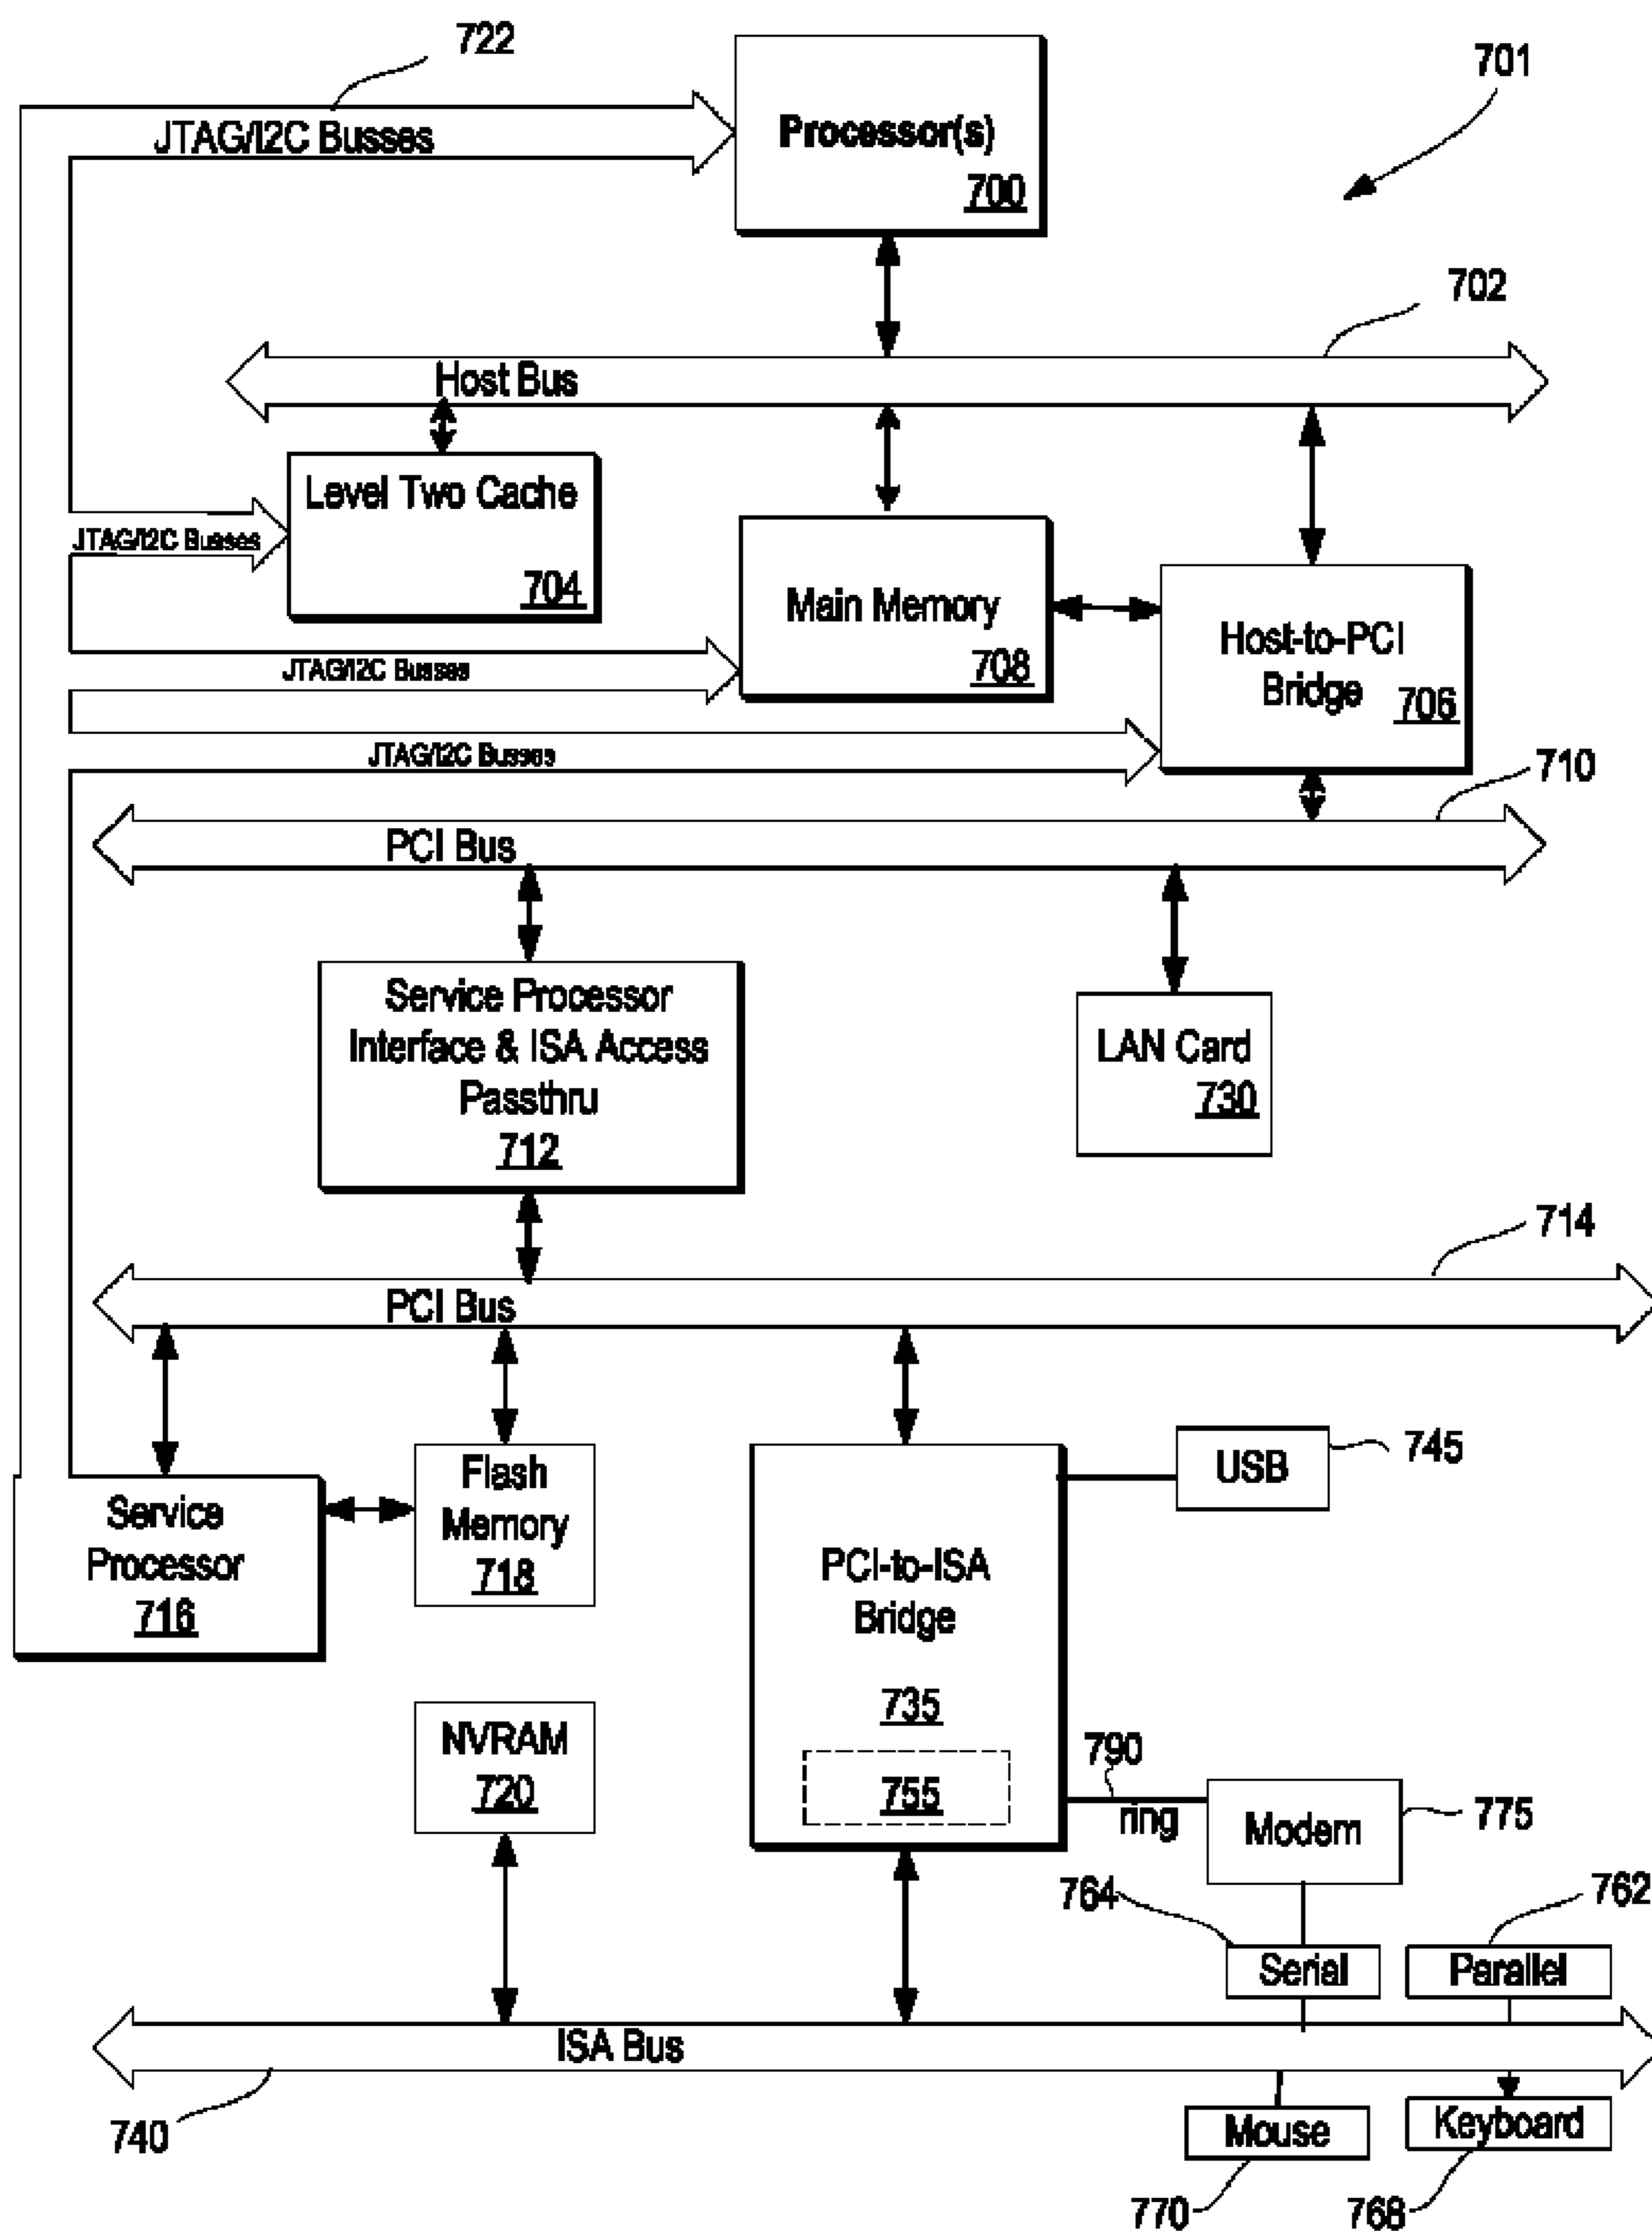 722
701
JTAG/I2C Busses
Processor(s)
700
702
Host Bus
Level Two Cache
704
JTAG/I2C Busses
Main Memory
708
Host-to-PCI
Bridge
706
JTAG/I2C Busses
JTAG/I2C Busses
710
PCI Bus
Service Processor
Interface & ISA Access
Passthru
712
LAN Card
730
714
PCI Bus
Service
Processor
716
Flash
Memory
718
USB
745
PCI-to-ISA
Bridge
735
755
NVRAM
720
790
ring
Modem
775
764
762
Serial
Parallel
ISA Bus
740
Mouse
Keyboard
770
768